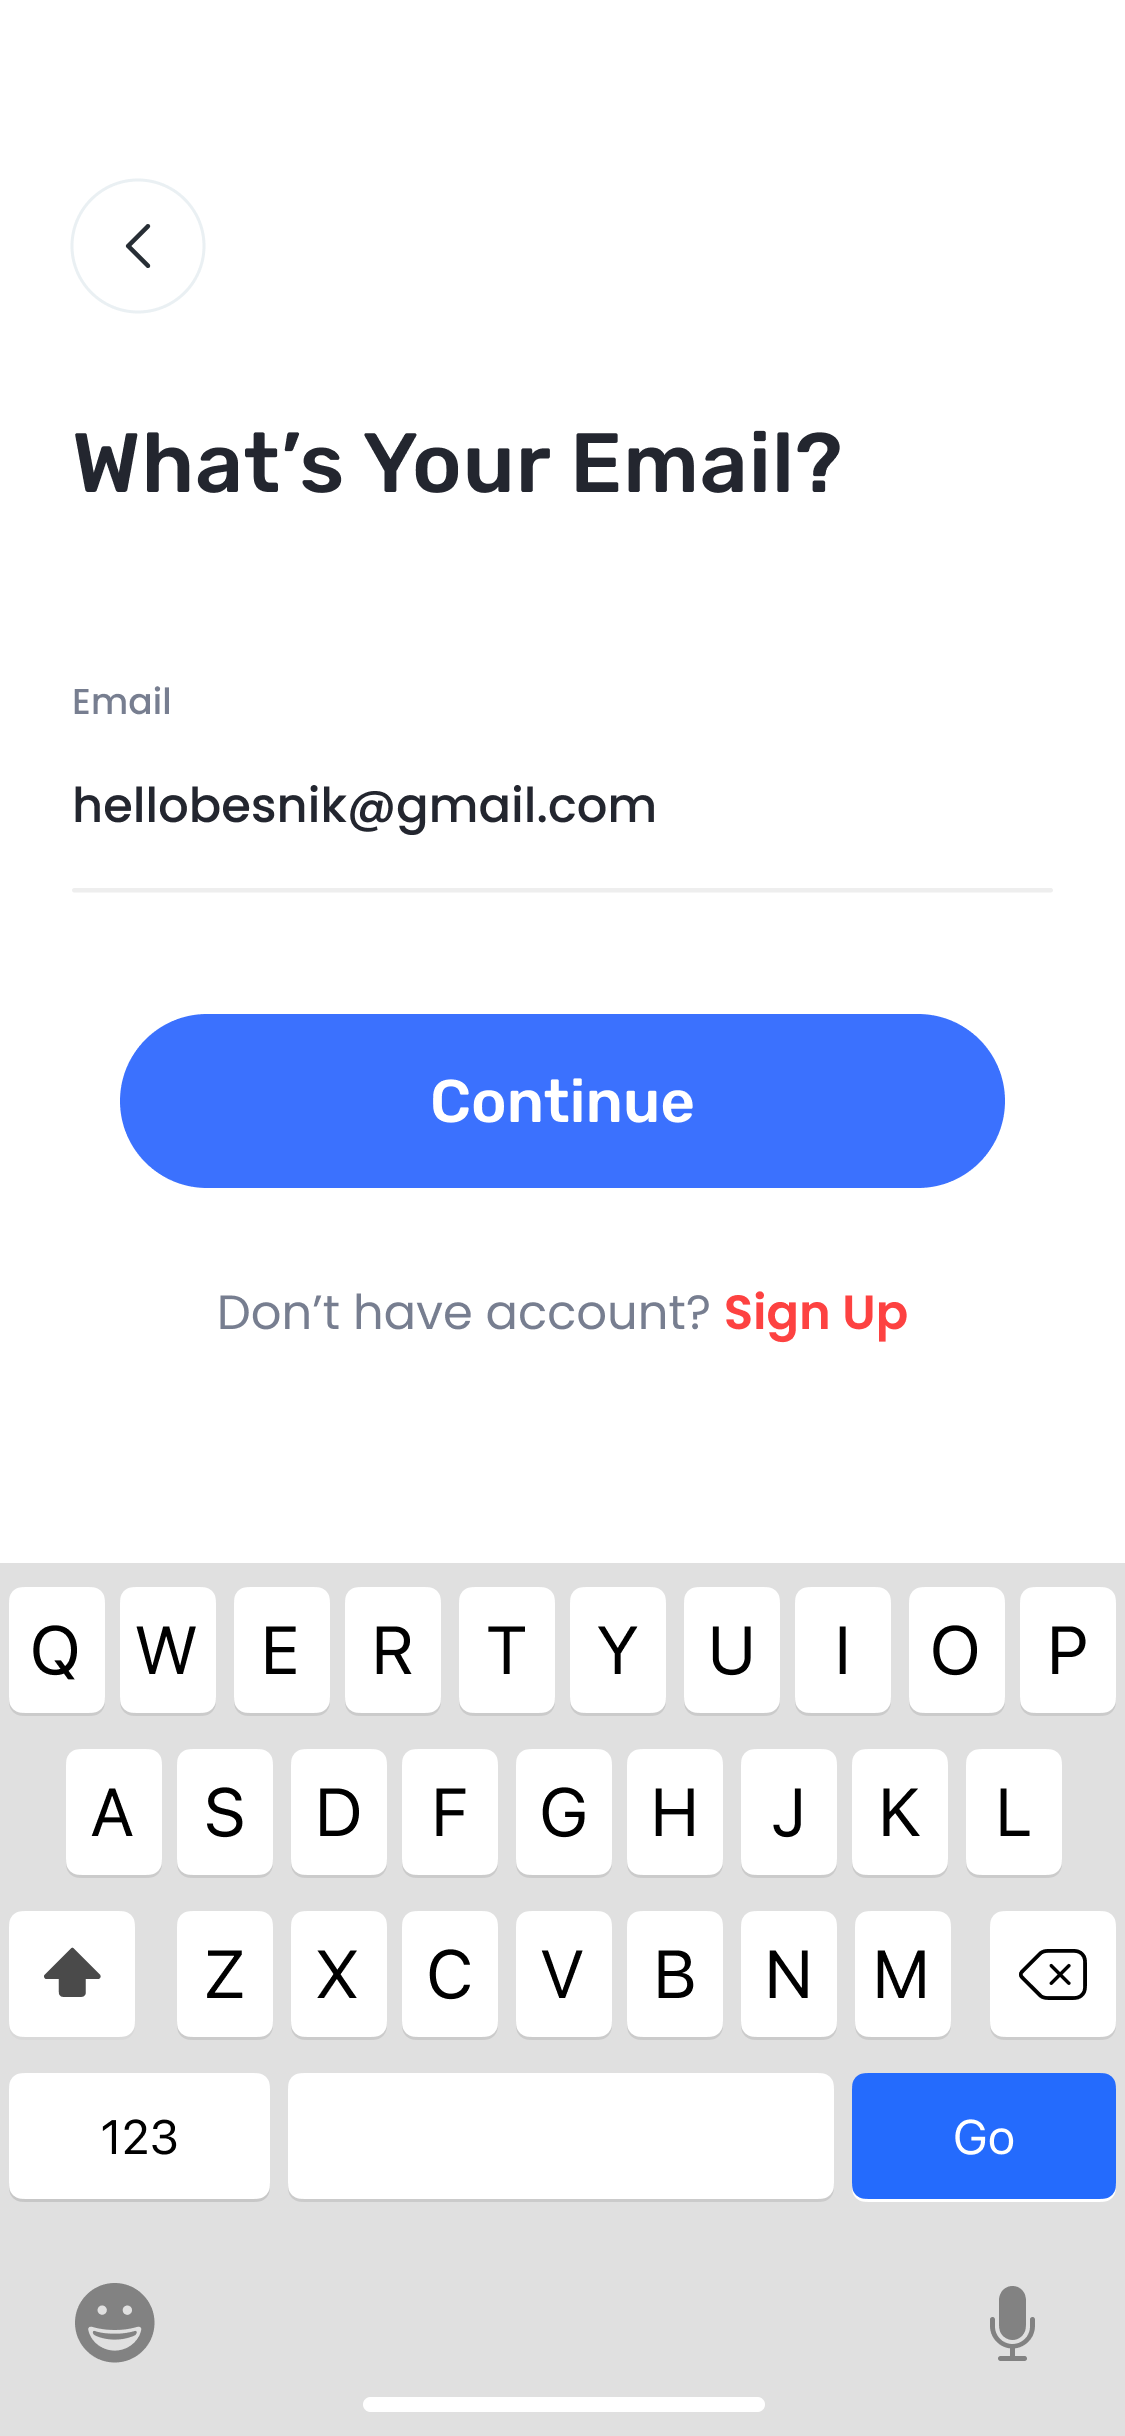 What’s Your Email?
Email
hellobesnik@gmail.com
Continue
Don’t have account? Sign Up
Q W E R T Y U I O P
A S D F G H J K L
Z X C V B N M
123 Go